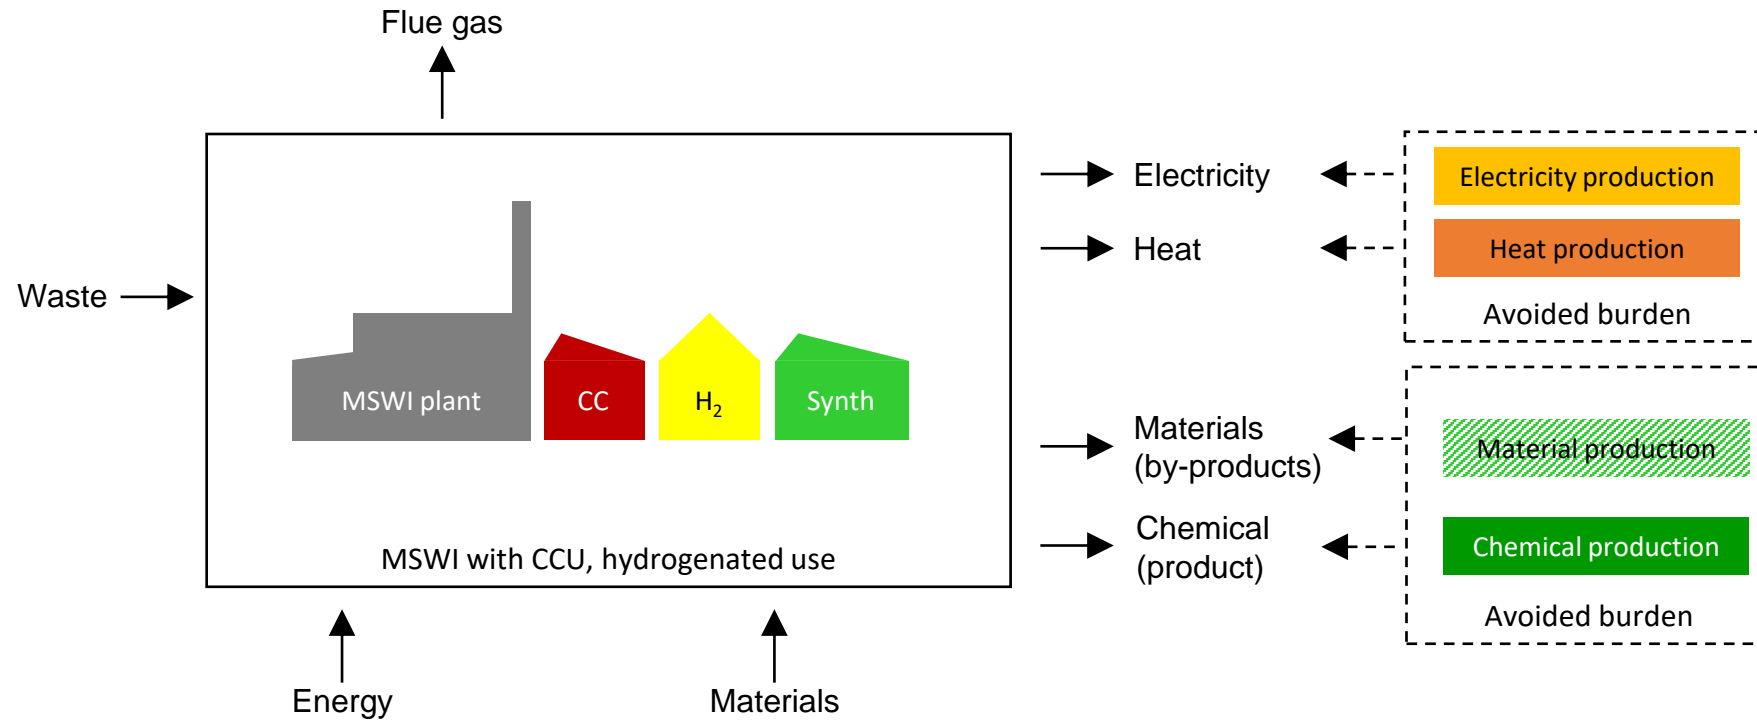 Flue gas
Electricity
Electricity production
Heat
Heat production
Avoided burden
Waste
MSWI plant
CC
H₂
Synth
Materials
(by-products)
Material production
Chemical
(product)
Chemical production
Avoided burden
MSWI with CCU, hydrogenated use
Energy
Materials